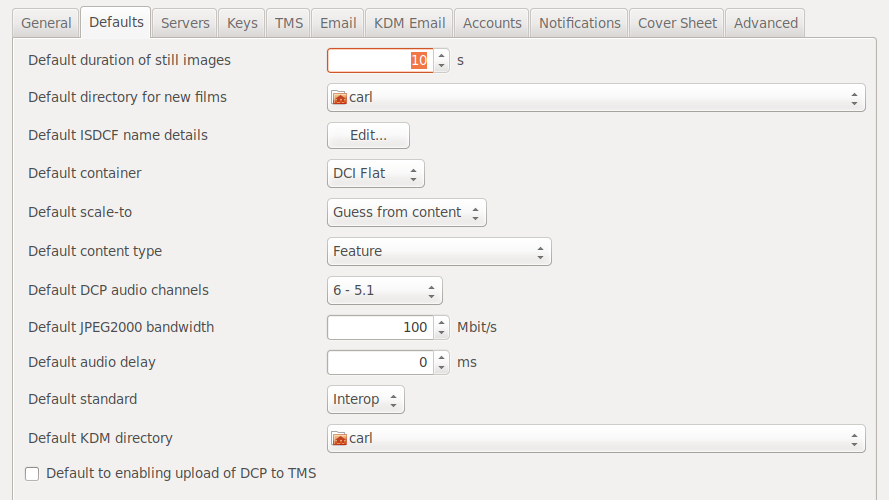 General Defaults Servers Keys TMS Email KDM Email Accounts Notifications Cover Sheet Advanced
Default duration of still images 10 s
Default directory for new films carl
Default ISDCF name details Edit...
Default container DCI Flat
Default scale-to Guess from content
Default content type Feature
Default DCP audio channels 6 - 5.1
Default JPEG2000 bandwidth 100 Mbit/s
Default audio delay 0 ms
Default standard Interop
Default KDM directory carl
Default to enabling upload of DCP to TMS